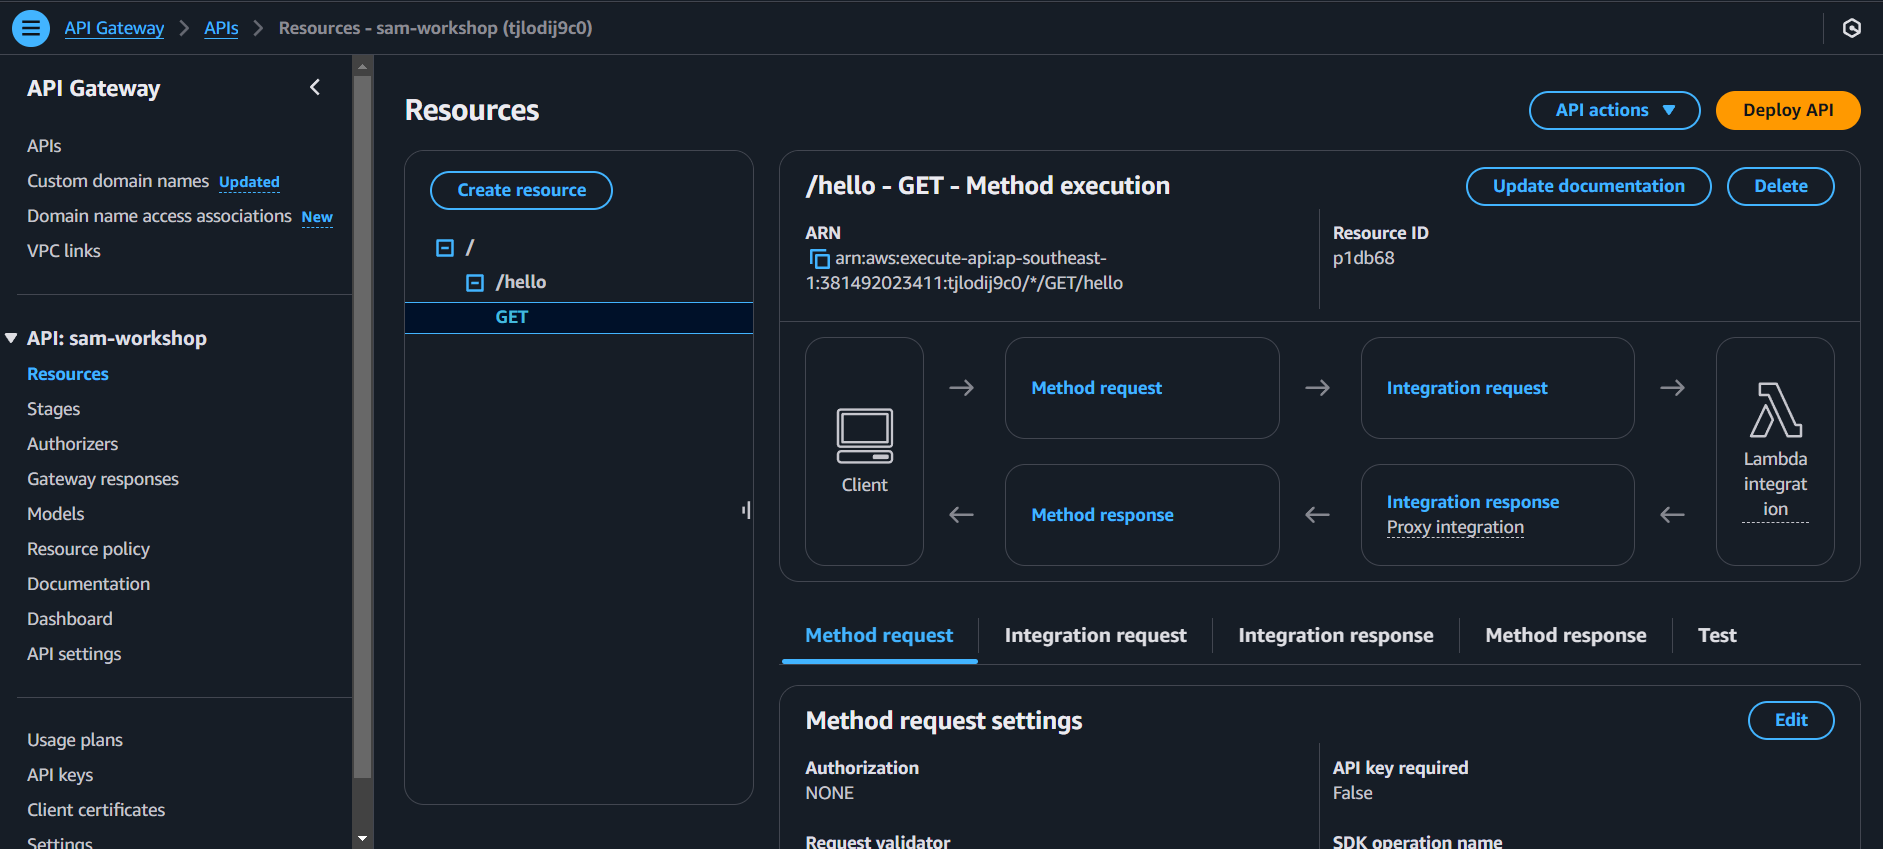 API Gateway
APIs
Resources - sam-workshop (tjlodij9c0)
API Gateway
APIs
Custom domain names Updated
Domain name access associations New
VPC links
API: sam-workshop
Resources
Stages
Authorizers
Gateway responses
Models
Resource policy
Documentation
Dashboard
API settings
Usage plans
API keys
Client certificates
Settings
Resources
API actions
Deploy API
Create resource
/
/hello
GET
/hello - GET - Method execution
Update documentation
Delete
ARN
arn:aws:execute-api:ap-southeast-
1:381492023411:tjlodij9c0/*/GET/hello
Resource ID
p1db68
Client
Method request
Integration request
Method response
Integration response
Proxy integration
Lambda
integrat
ion
Method request
Integration request
Integration response
Method response
Test
Method request settings
Edit
Authorization
NONE
API key required
False
Request validator
SDK operation name